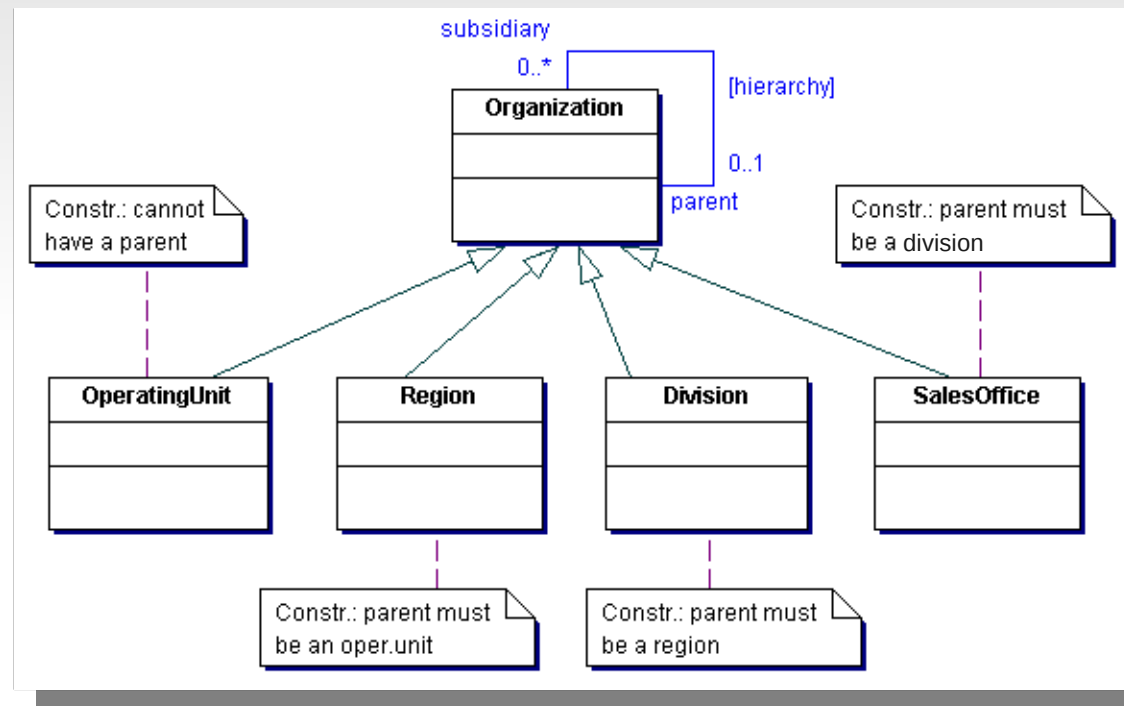 subsidiary
0..*
[hierarchy]
Organization
0..1
parent
Constr.: cannot
have a parent
Constr.: parent must
be a division
OperatingUnit
Region
Division
SalesOffice
Constr.: parent must
be an oper.unit
Constr.: parent must
be a region